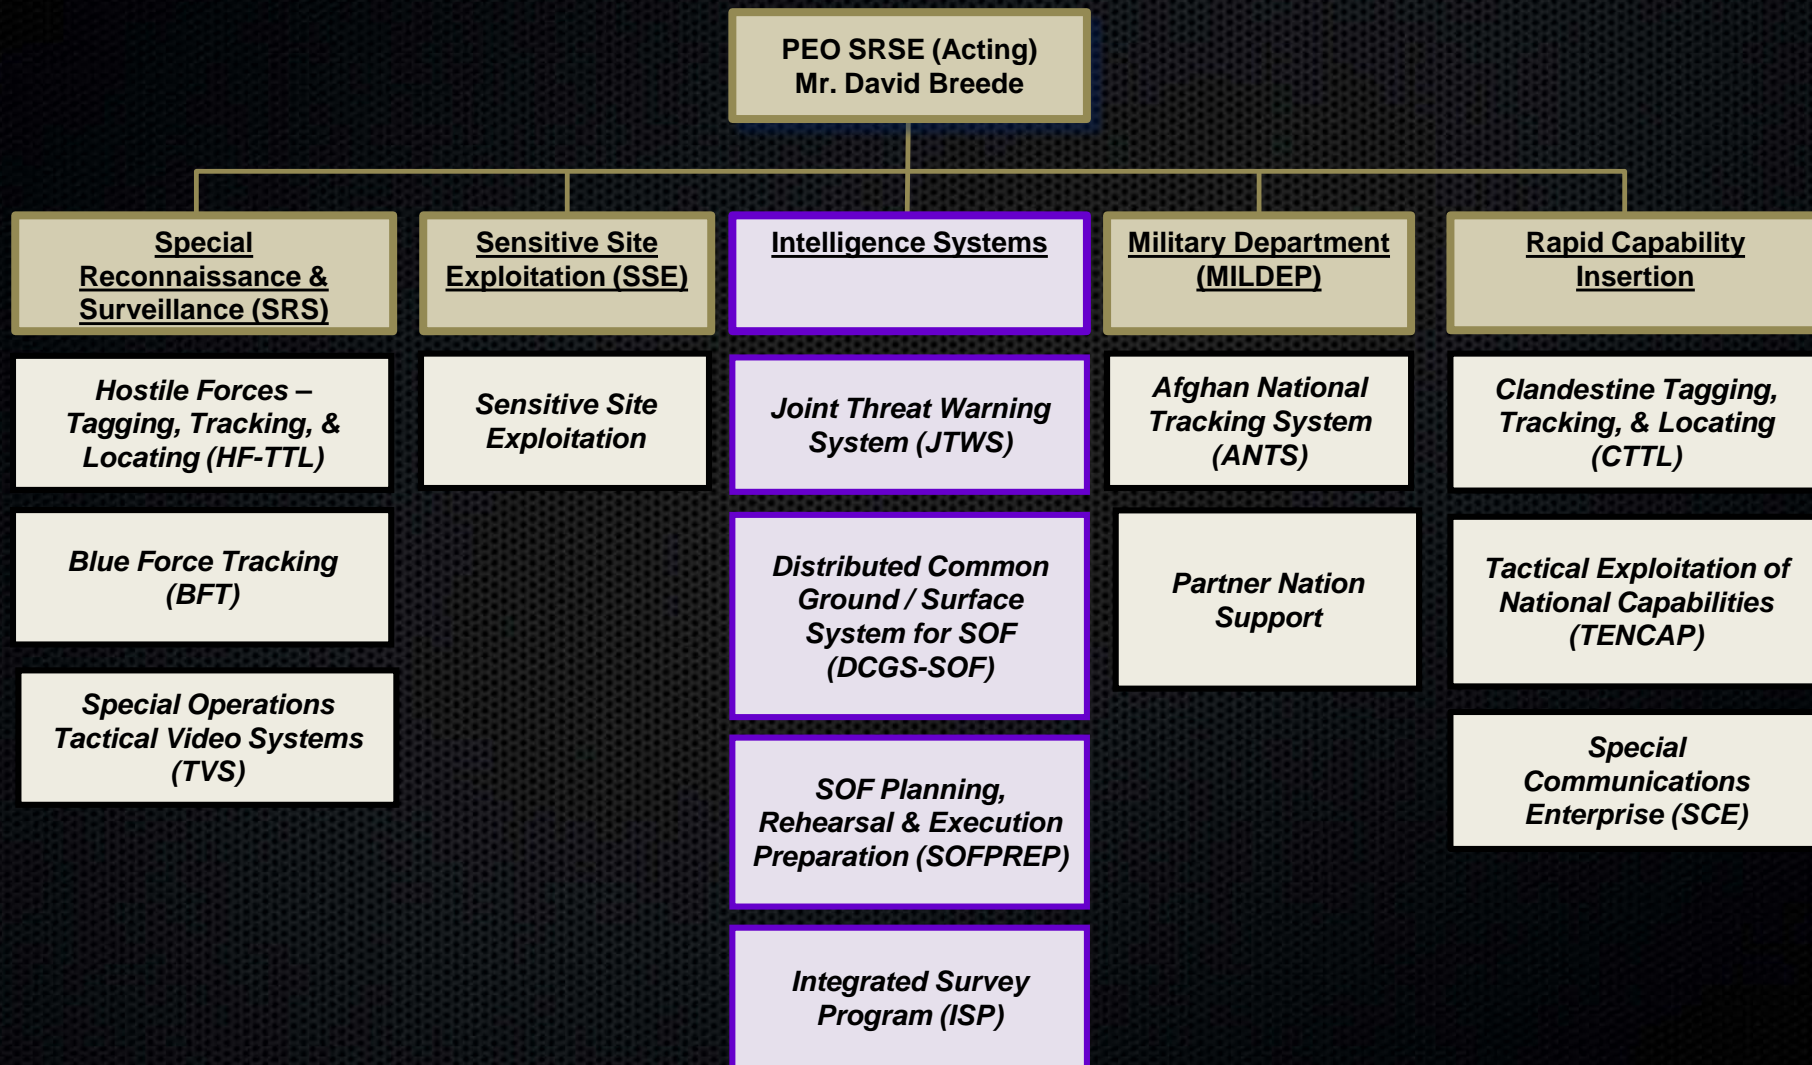 PEO SRSE (Acting)
Mr. David Breede
Special
Reconnaissance &
Surveillance (SRS)
Hostile Forces –
Tagging, Tracking, &
Locating (HF-TTL)
Blue Force Tracking
(BFT)
Special Operations
Tactical Video Systems
(TVS)
Sensitive Site
Exploitation (SSE)
Sensitive Site
Exploitation
Intelligence Systems
Joint Threat Warning
System (JTWS)
Distributed Common
Ground / Surface
System for SOF
(DCGS-SOF)
SOF Planning,
Rehearsal & Execution
Preparation (SOFPREP)
Integrated Survey
Program (ISP)
Military Department
(MILDEP)
Afghan National
Tracking System
(ANTS)
Partner Nation
Support
Rapid Capability
Insertion
Clandestine Tagging,
Tracking, & Locating
(CTTL)
Tactical Exploitation of
National Capabilities
(TENCAP)
Special
Communications
Enterprise (SCE)